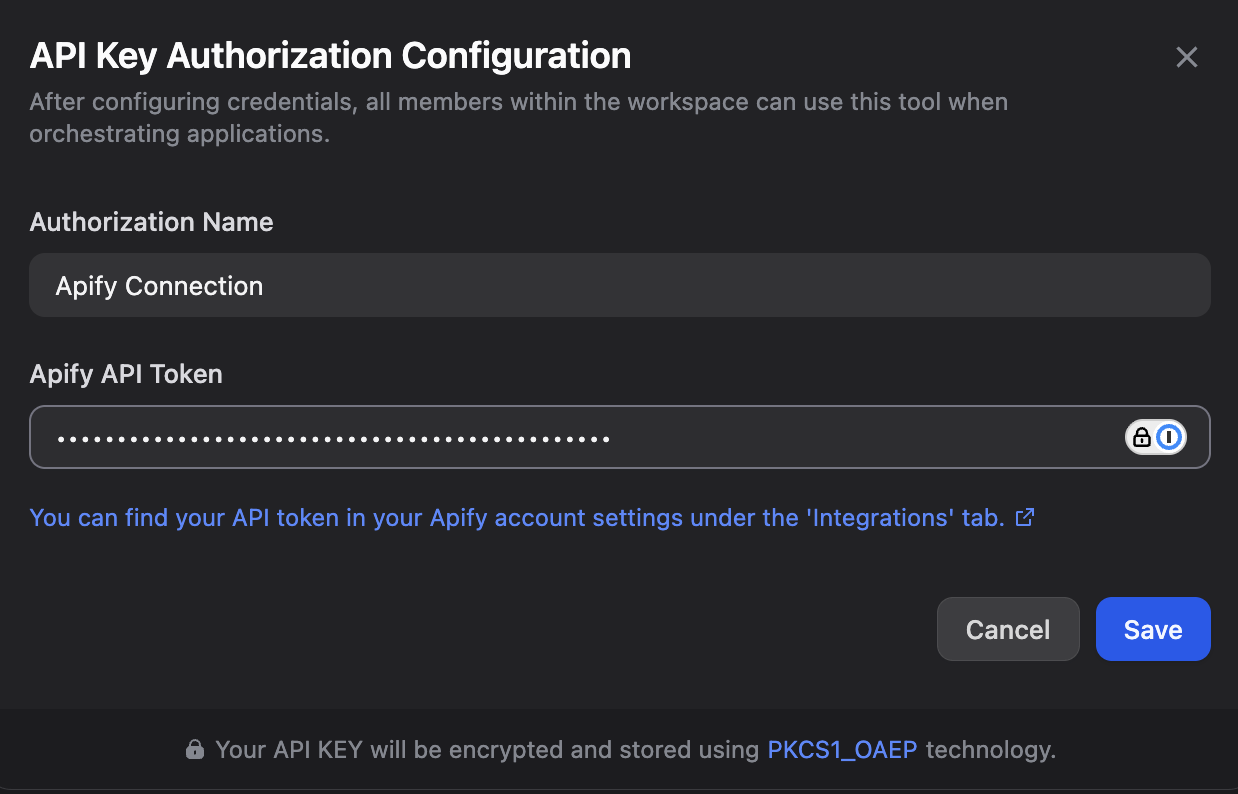 API Key Authorization Configuration
After configuring credentials, all members within the workspace can use this tool when
orchestrating applications.
Authorization Name
Apify Connection
Apify API Token
••••••••••••••••••••••••••••••••••••••••••••••
You can find your API token in your Apify account settings under the 'Integrations' tab.
Cancel
Save
Your API KEY will be encrypted and stored using PKCS1_OAEP technology.